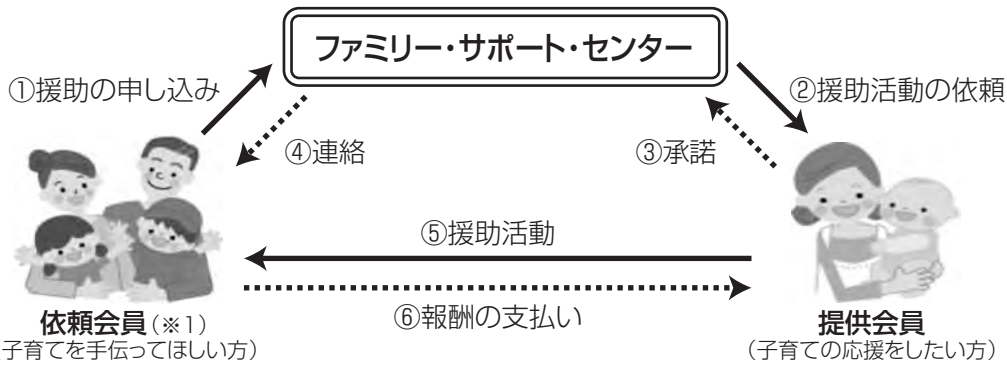 ファミリー・サポート・センター
①援助の申し込み
②援助活動の依頼
④連絡
③承諾
⑤援助活動
⑥報酬の支払い
依頼会員(※1)
子育てを手伝ってほしい方)
提供会員
(子育ての応援をしたい方)